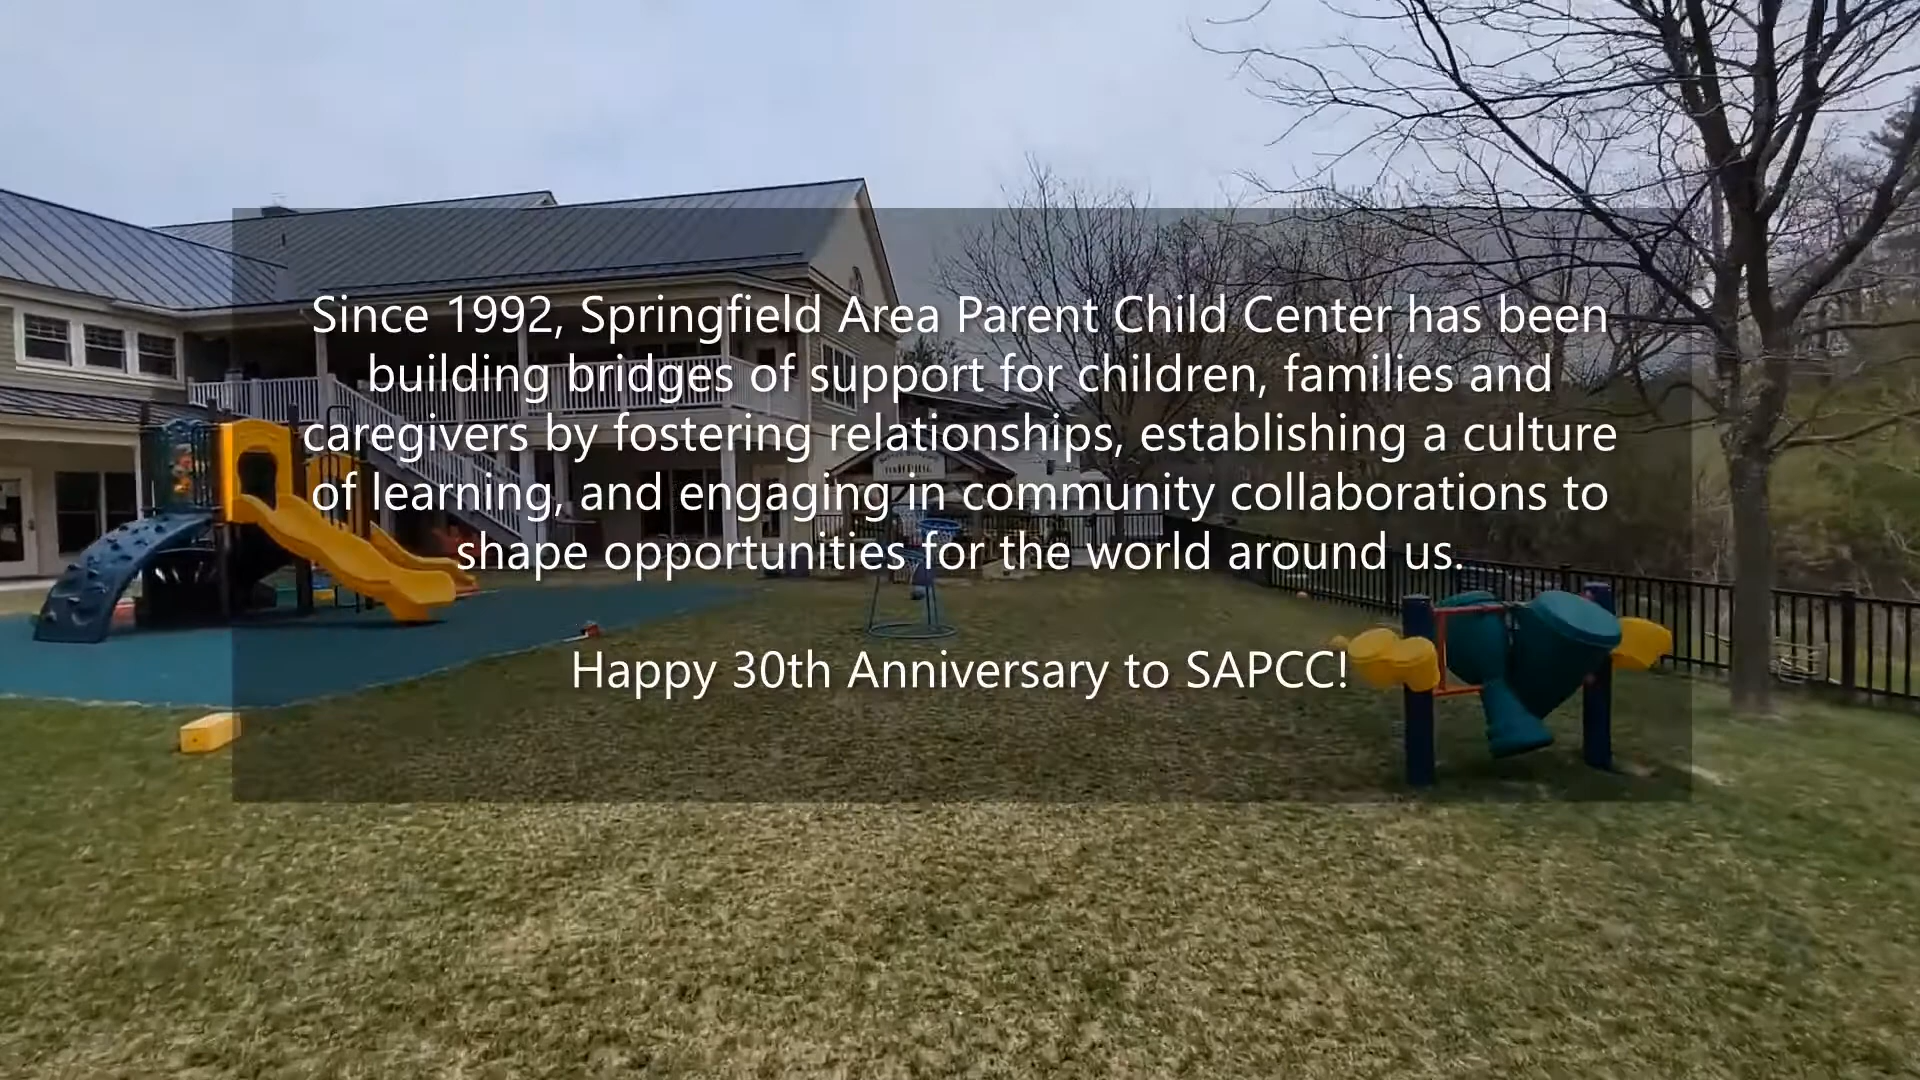 Since 1992, Springfield Area Parent Child Center has been
building bridges of support for children, families and
caregivers by fostering relationships, establishing a culture
of learning, and engaging in community collaborations to
shape opportunities for the world around us.
Happy 30th Anniversary to SAPCC!